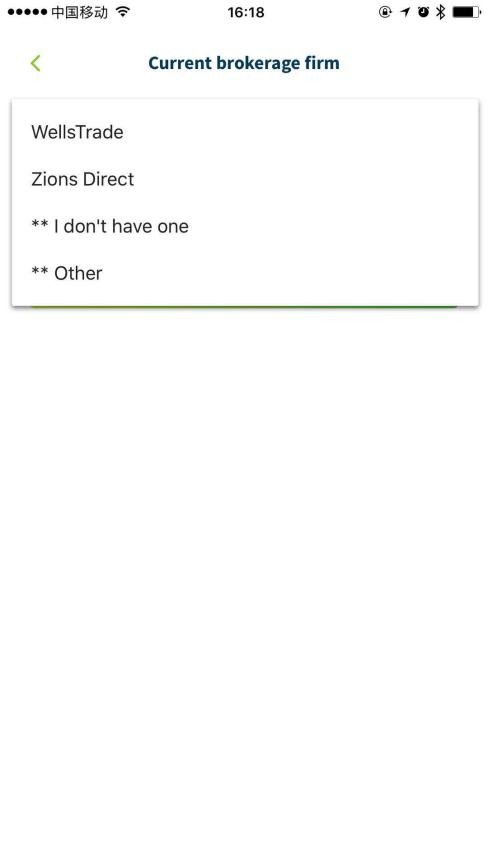 中国移动 16:18
Current brokerage firm
WellsTrade
Zions Direct
** I don't have one
** Other